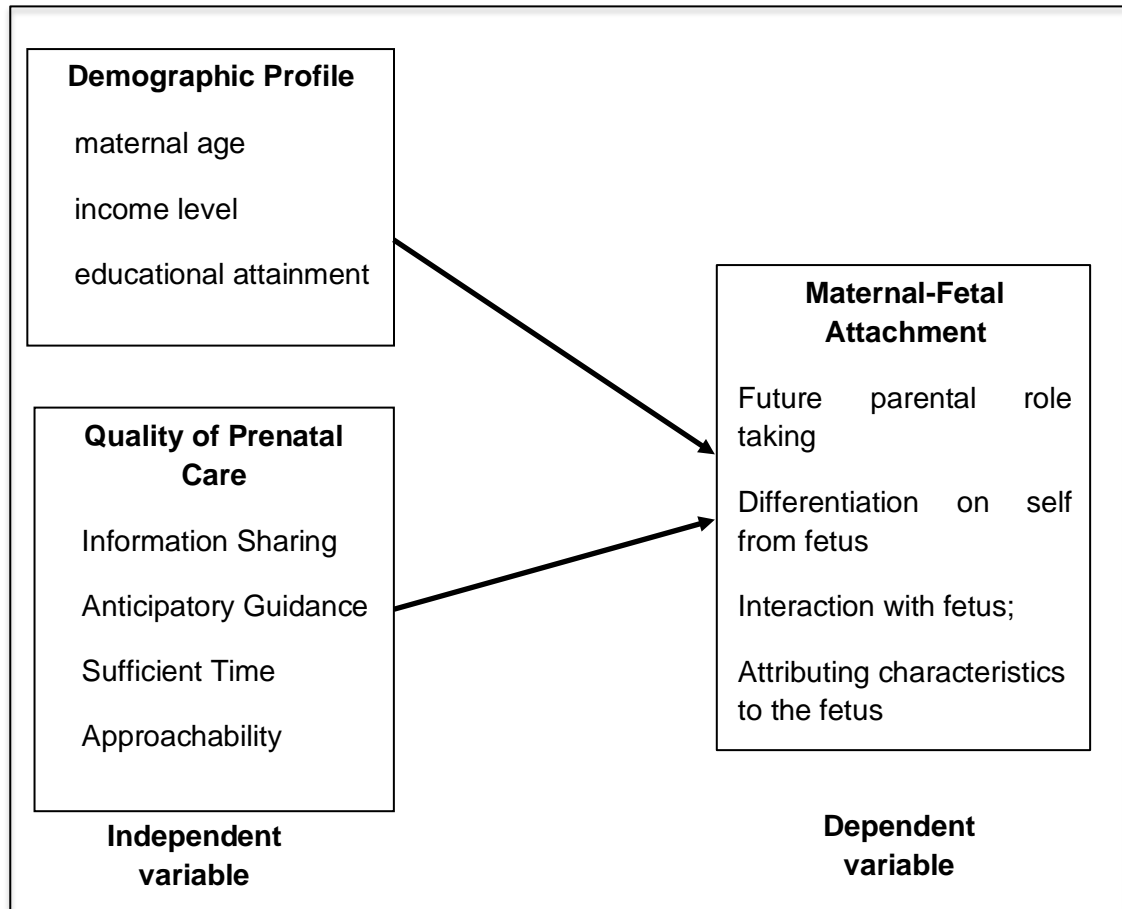 Demographic Profile
maternal age
income level
educational attainment
Quality of Prenatal
Care
Information Sharing
Anticipatory Guidance
Sufficient Time
Approachability
Independent
variable
Maternal-Fetal
Attachment
Future parental role
taking
Differentiation on self
from fetus
Interaction with fetus;
Attributing characteristics
to the fetus
Dependent
variable